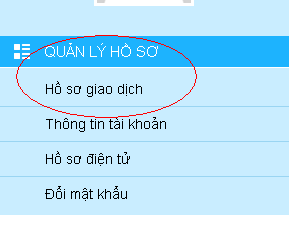 QUẢN LÝ HỒ SƠ
Hồ sơ giao dịch
Thông tin tài khoản
Hồ sơ điện tử
Đổi mật khẩu